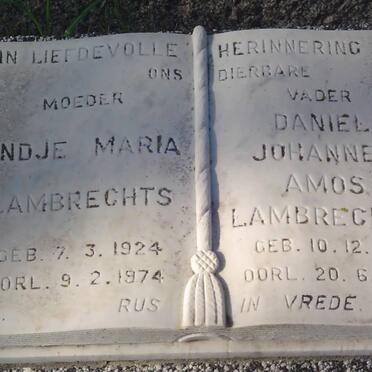 IN LIEFDEVOLLE HERINNERING
ONS DIERBARE
MOEDER VADER
NDJE MARIA DANIEL
LAMBRECHTS JOHANNE
AMOS
LAMBREC
GEB. 7. 3. 1924 GEB. 10. 12.
OORL. 9. 2. 1974 OORL. 20. 6
RUS IN VREDE.